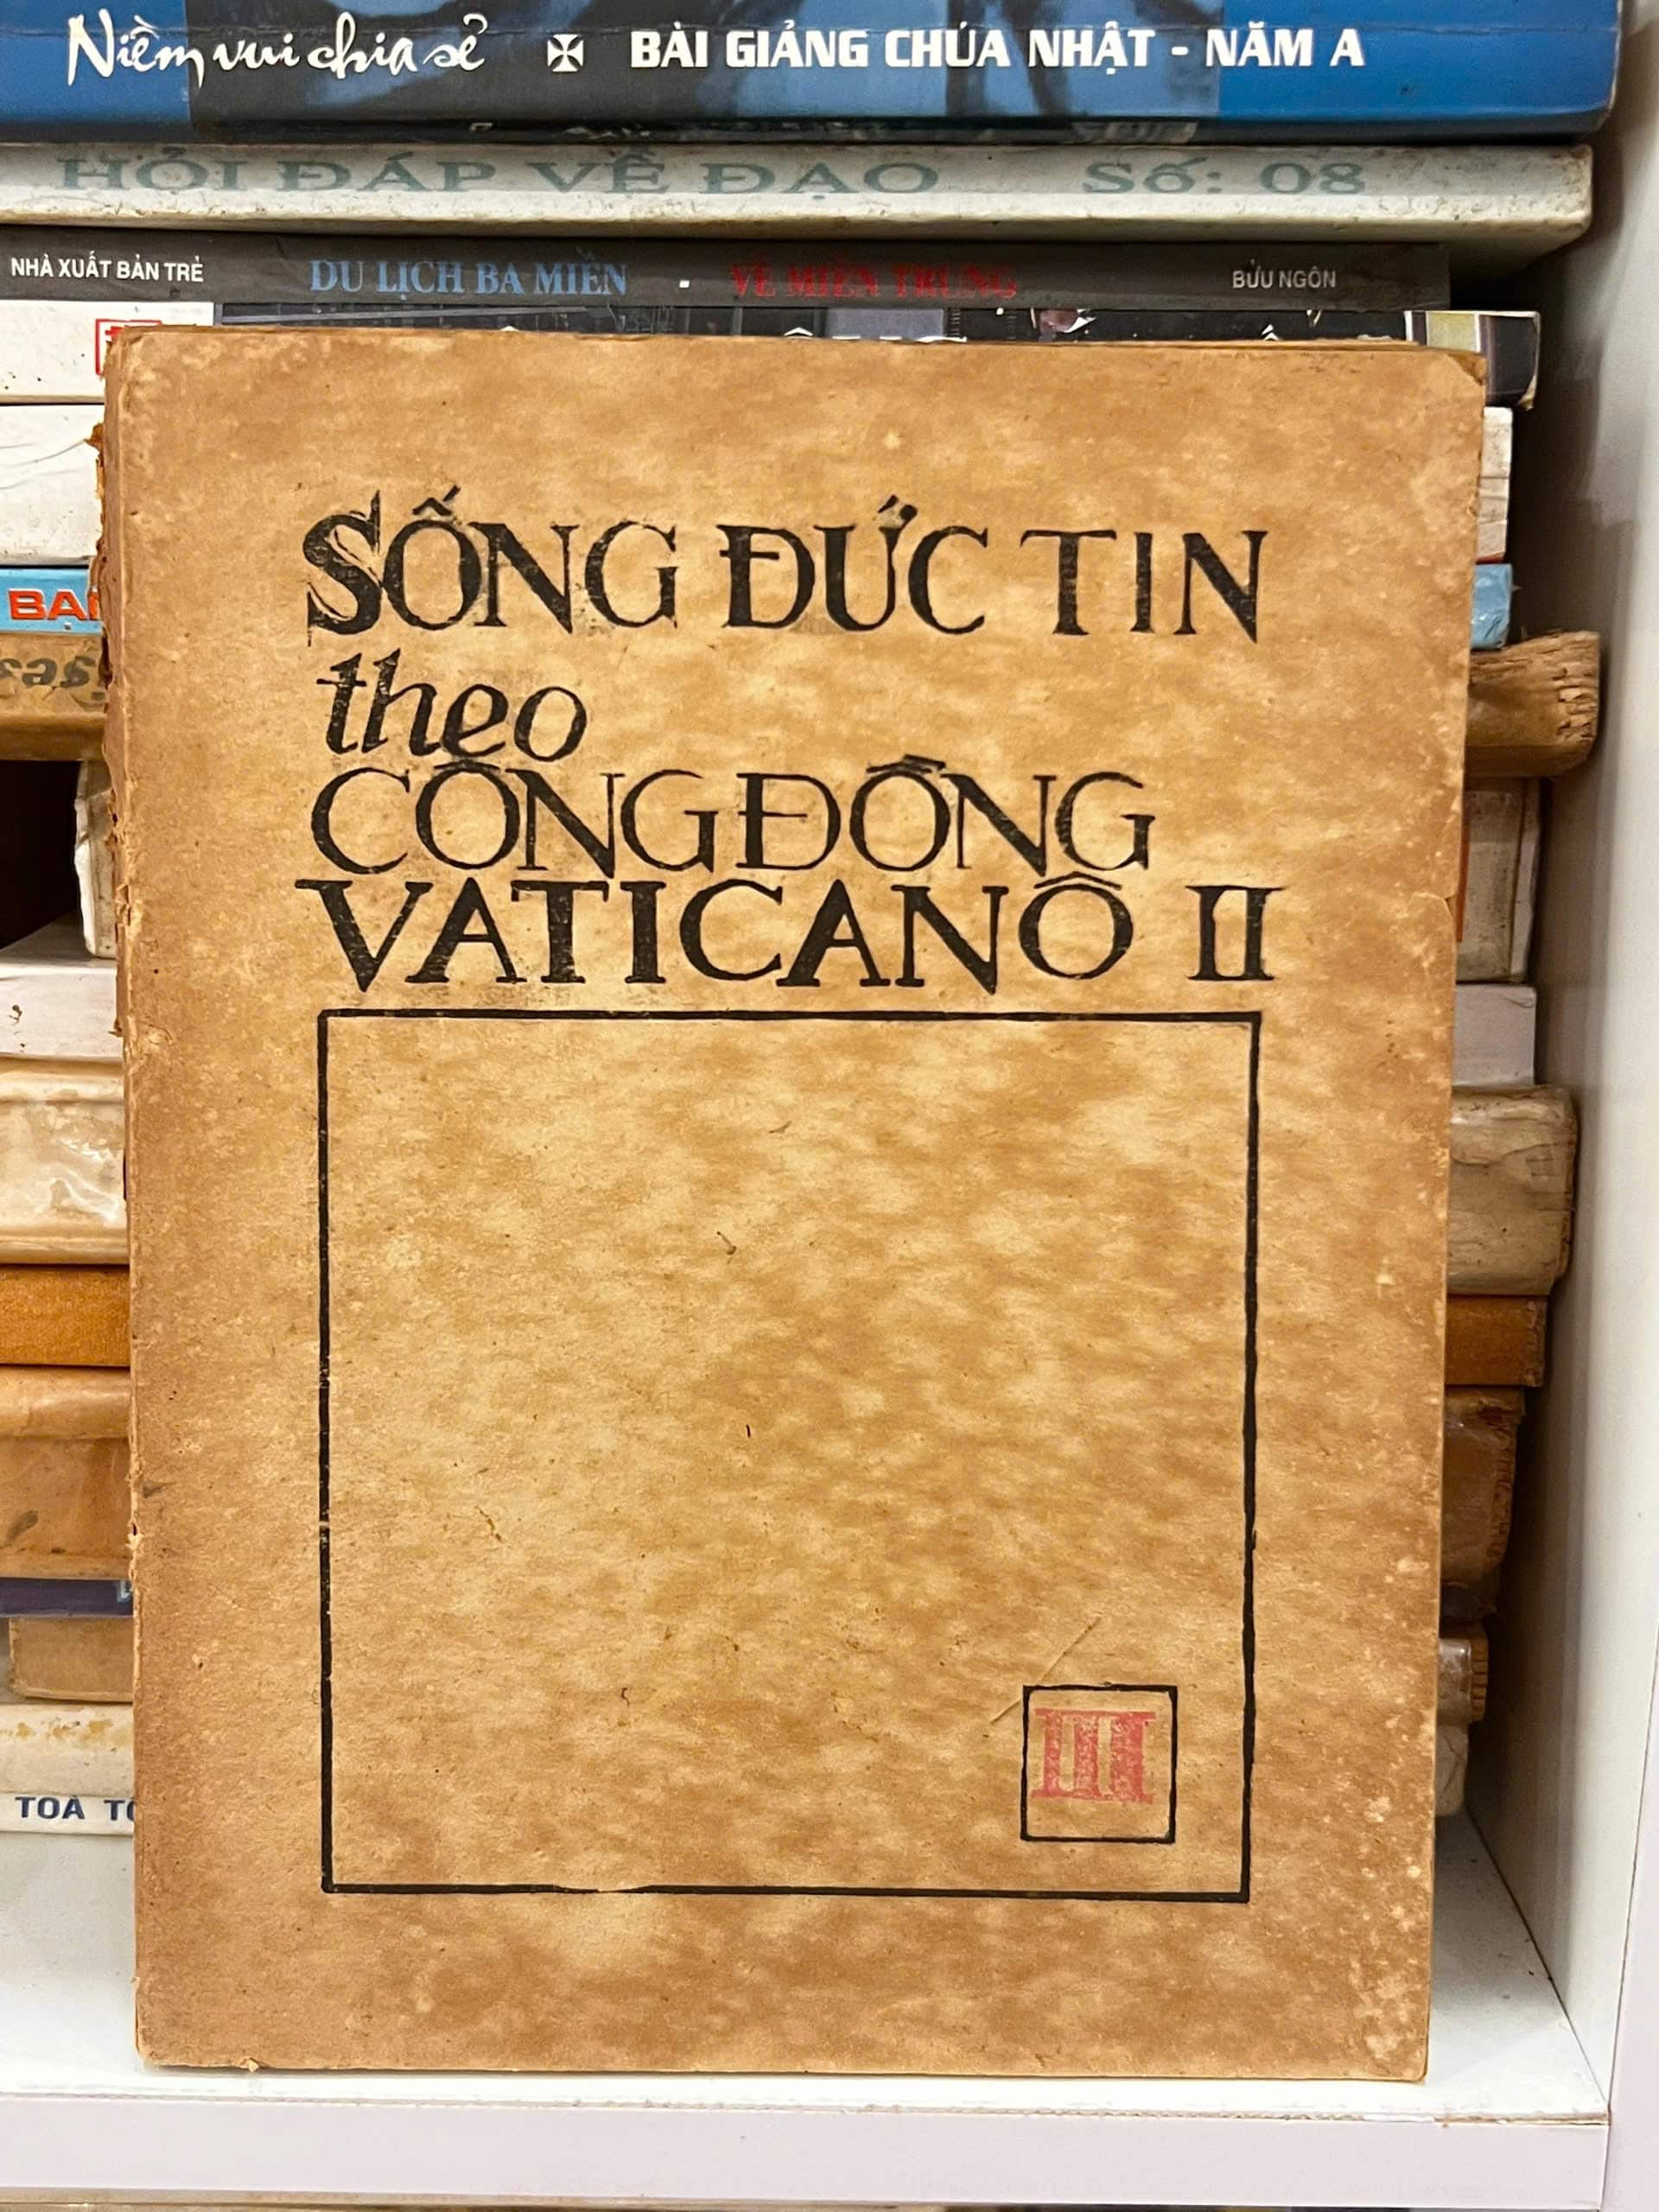 Niềm vui chia sẻ ✠ BÀI GIẢNG CHÚA NHẬT - NĂM A
HỎI ĐÁP VỀ ĐẠO Số: 08
NHÀ XUẤT BẢN TRẺ DU LỊCH BA MIỀN . VỀ MIỀN TRUNG BỬU NGÔN
SỐNG ĐỨC TIN
theo
CÔNG ĐỒNG
VATICANÔ II
III
TOÀ